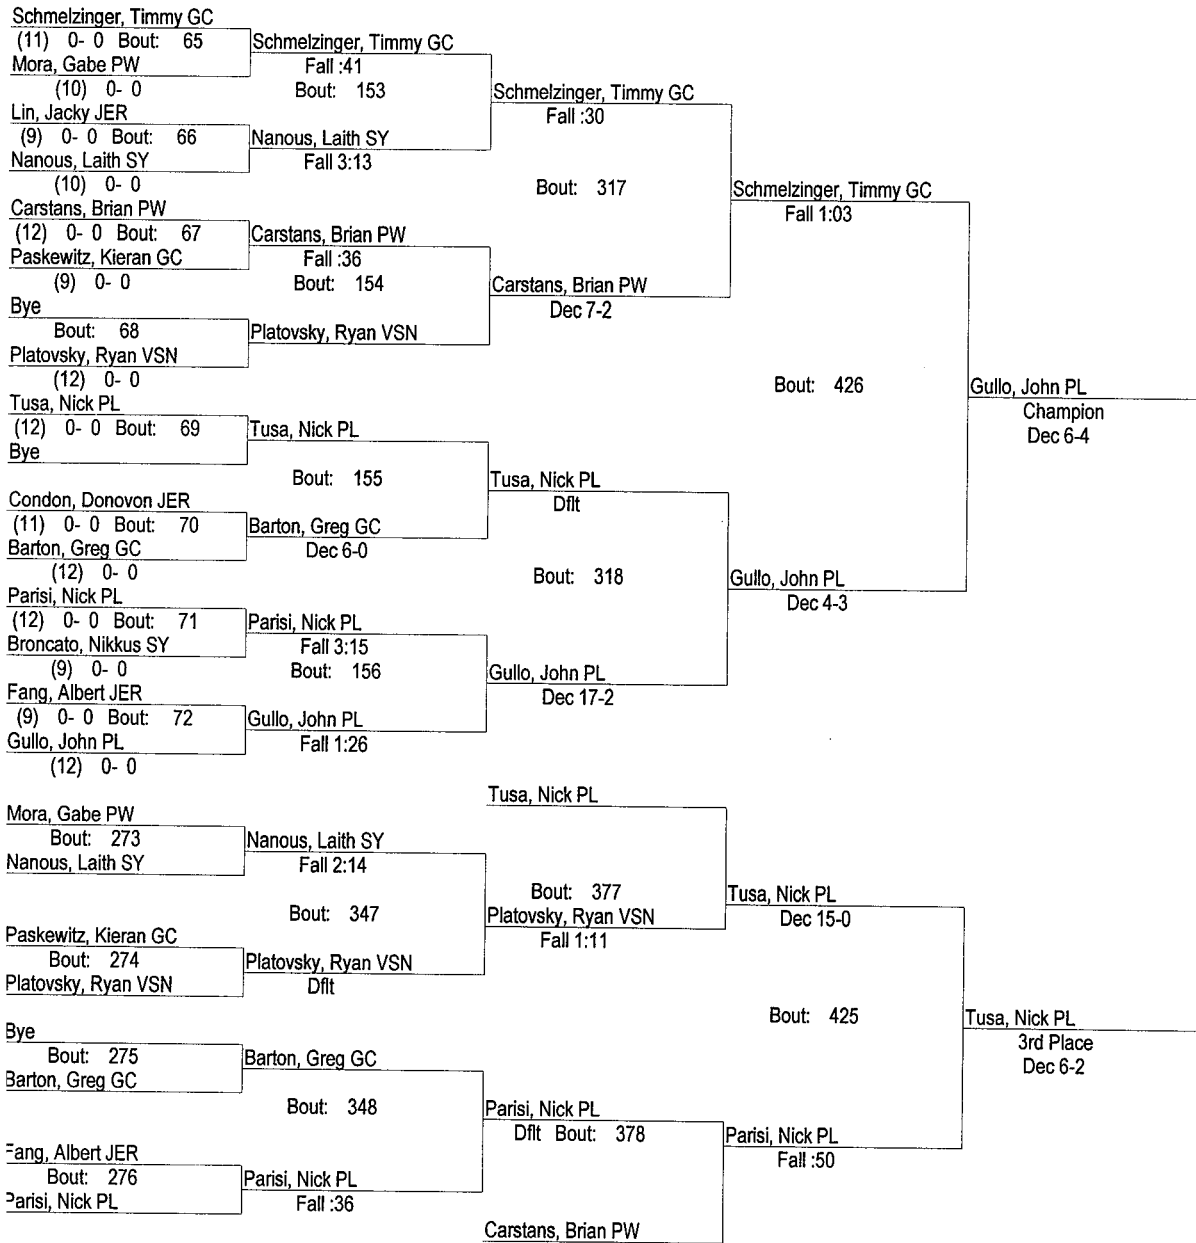 Schmelzinger, Timmy GC
(11) 0- 0 Bout: 65
Mora, Gabe PW
(10) 0- 0
Lin, Jacky JER
(9) 0- 0 Bout: 66
Nanous, Laith SY
(10) 0- 0
Carstans, Brian PW
(12) 0- 0 Bout: 67
Paskewitz, Kieran GC
(9) 0- 0
Bye
Bout: 68
Platovsky, Ryan VSN
(12) 0- 0
Tusa, Nick PL
(12) 0- 0 Bout: 69
Bye
Condon, Donovon JER
(11) 0- 0 Bout: 70
Barton, Greg GC
(12) 0- 0
Parisi, Nick PL
(12) 0- 0 Bout: 71
Broncato, Nikkus SY
(9) 0- 0
Fang, Albert JER
(9) 0- 0 Bout: 72
Gullo, John PL
(12) 0- 0
Schmelzinger, Timmy GC
Fall :41
Bout: 153
Nanous, Laith SY
Fall 3:13
Carstans, Brian PW
Fall :36
Bout: 154
Platovsky, Ryan VSN
Tusa, Nick PL
Bout: 155
Barton, Greg GC
Dec 6-0
Parisi, Nick PL
Fall 3:15
Bout: 156
Gullo, John PL
Fall 1:26
Schmelzinger, Timmy GC
Fall :30
Bout: 317
Carstans, Brian PW
Dec 7-2
Tusa, Nick PL
Dflt
Bout: 318
Gullo, John PL
Dec 17-2
Schmelzinger, Timmy GC
Fall 1:03
Bout: 426
Gullo, John PL
Dec 4-3
Gullo, John PL
Champion
Dec 6-4
Mora, Gabe PW
Bout: 273
Nanous, Laith SY
Paskewitz, Kieran GC
Bout: 274
Platovsky, Ryan VSN
Bye
Bout: 275
Barton, Greg GC
Fang, Albert JER
Bout: 276
Parisi, Nick PL
Nanous, Laith SY
Fall 2:14
Bout: 347
Platovsky, Ryan VSN
Dflt
Barton, Greg GC
Bout: 348
Parisi, Nick PL
Fall :36
Tusa, Nick PL
Bout: 377
Platovsky, Ryan VSN
Fall 1:11
Parisi, Nick PL
Dflt Bout: 378
Carstans, Brian PW
Tusa, Nick PL
Dec 15-0
Bout: 425
Parisi, Nick PL
Fall :50
Tusa, Nick PL
3rd Place
Dec 6-2